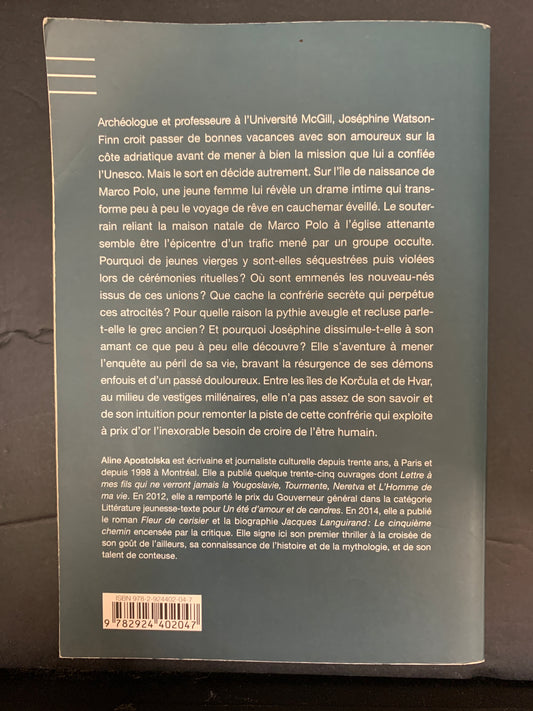 Archéologue et professeure à l'Université McGill, Joséphine Watson-
Finn croit passer de bonnes vacances avec son amoureux sur la
côte adriatique avant de mener à bien la mission que lui a confiée
l'Unesco. Mais le sort en décide autrement. Sur l'île de naissance de
Marco Polo, une jeune femme lui révèle un drame intime qui trans-
forme peu à peu le voyage de rêve en cauchemar éveillé. Le souter-
rain reliant la maison natale de Marco Polo à l'église attenante
semble être l'épicentre d'un trafic mené par un groupe occulte.
Pourquoi de jeunes vierges y sont-elles séquestrées puis violées
lors de cérémonies rituelles ? Où sont emmenés les nouveau-nés
issus de ces unions ? Que cache la confrérie secrète qui perpétue
ces atrocités ? Pour quelle raison la pythie aveugle et recluse parle-
t-elle le grec ancien ? Et pourquoi Joséphine dissimule-t-elle à son
amant ce que peu à peu elle découvre ? Elle s'aventure à mener
l'enquête au péril de sa vie, bravant la résurgence de ses démons
enfouis et d'un passé douloureux. Entre les îles de Korčula et de Hvar,
au milieu de vestiges millénaires, elle n'a pas assez de son savoir et
de son intuition pour remonter la piste de cette confrérie qui exploite
à prix d'or l'inexorable besoin de croire de l'être humain.
Aline Apostolska est écrivaine et journaliste culturelle depuis trente ans, à Paris et
depuis 1998 à Montréal. Elle a publié quelque trente-cinq ouvrages dont Lettre à
mes fils qui ne verront jamais la Yougoslavie, Tourmente, Neretva et L'Homme de
ma vie. En 2012, elle a remporté le prix du Gouverneur général dans la catégorie
Littérature jeunesse-texte pour Un été d'amour et de cendres. En 2014, elle a publié
le roman Fleur de cerisier et la biographie Jacques Languirand : Le cinquième
chemin encensée par la critique. Elle signe ici son premier thriller à la croisée de
son goût de l'ailleurs, sa connaissance de l'histoire et de la mythologie, et de son
talent de conteuse.
ISBN 978-2-924402-04-7
9 782924 402047